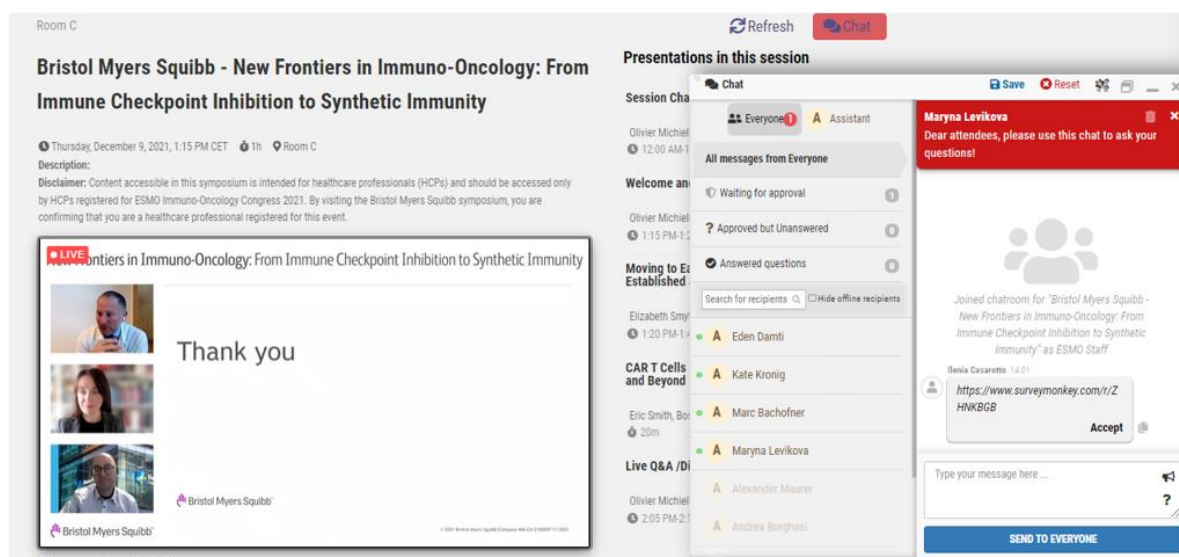 Room C
Refresh
Chat
Bristol Myers Squibb - New Frontiers in Immuno-Oncology: From
Immune Checkpoint Inhibition to Synthetic Immunity
Thursday, December 9, 2021, 1:15 PM CET 1h Room C
Description:
Disclaimer: Content accessible in this symposium is intended for healthcare professionals (HCPs) and should be accessed only
by HCPs registered for ESMO Immuno-Oncology Congress 2021. By visiting the Bristol Myers Squibb symposium, you are
confirming that you are a healthcare professional registered for this event.
LIVE
ontiers in Immuno-Oncology: From Immune Checkpoint Inhibition to Synthetic Immunity
Thank you
Bristol Myers Squibb
Bristol Myers Squibb
Presentations in this session
Session Cha
Olivier Michiel
12:00 AM-1
Welcome an
Olivier Michiel
1:15 PM-1:2
Moving to Ea
Established
Elizabeth Smy
1:20 PM-1:4
CAR T Cells
and Beyond
Eric Smith, Bos
20m
Live Q&A /Di
Olivier Michiel
2:05 PM-2:1
Chat
Save
Reset
Everyone 1
A Assistant
All messages from Everyone
Waiting for approval 1
? Approved but Unanswered 0
Answered questions 0
Search for recipients
Hide offline recipients
A Eden Damti
A Kate Kronig
A Marc Bachofner
A Maryna Levikova
A Alexander Maurer
A Andrea Borghesi
Maryna Levikova
Dear attendees, please use this chat to ask your
questions!
Joined chatroom for "Bristol Myers Squibb -
New Frontiers in Immuno-Oncology: From
Immune Checkpoint Inhibition to Synthetic
Immunity" as ESMO Staff
Ilenia Casarotto 14:01
https://www.surveymonkey.com/r/Z
HNKBGB
Accept
Type your message here ...
?
SEND TO EVERYONE